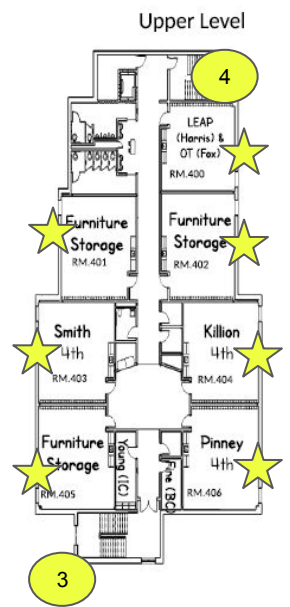 Upper Level
4
LEAP
(Harris) &
OT (Fox)
RM.400
Furniture
Storage
RM.401
Furniture
Storage
RM.402
Smith
4th
RM.403
Killion
4th
RM.404
Furniture
Storage
RM.405
Young (IC)
Fine (BC)
Pinney
4th
RM.406
3